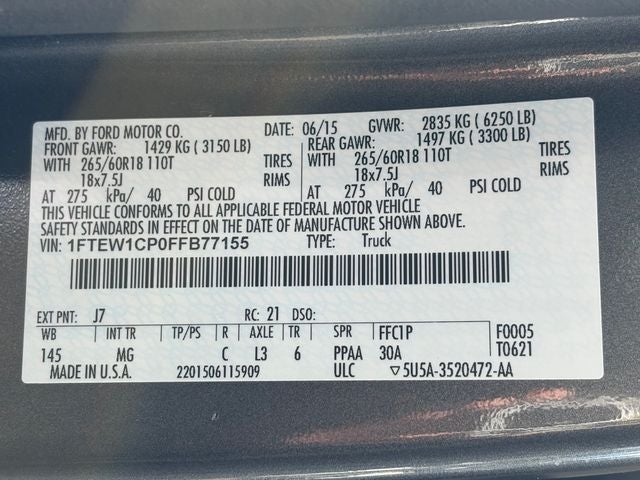 MFD. BY FORD MOTOR CO. DATE: 06/15 GVWR: 2835 KG ( 6250 LB)
FRONT GAWR: 1429 KG ( 3150 LB) REAR GAWR: 1497 KG ( 3300 LB)
WITH 265/60R18 110T TIRES WITH 265/60R18 110T TIRES
18x7.5J RIMS 18x7.5J RIMS
AT 275 kPa/ 40 PSI COLD AT 275 kPa/ 40 PSI COLD
THIS VEHICLE CONFORMS TO ALL APPLICABLE FEDERAL MOTOR VEHICLE
SAFETY STANDARDS IN EFFECT ON THE DATE OF MANUFACTURE SHOWN ABOVE.
VIN: 1FTEW1CP0FFB77155 TYPE: Truck
EXT PNT: J7 RC: 21 DSO:
WB INT TR TP/PS R AXLE TR SPR FFC1P F0005
145 MG C L3 6 PPAA 30A T0621
MADE IN U.S.A. 2201506115909 ULC ▽5U5A-3520472-AA